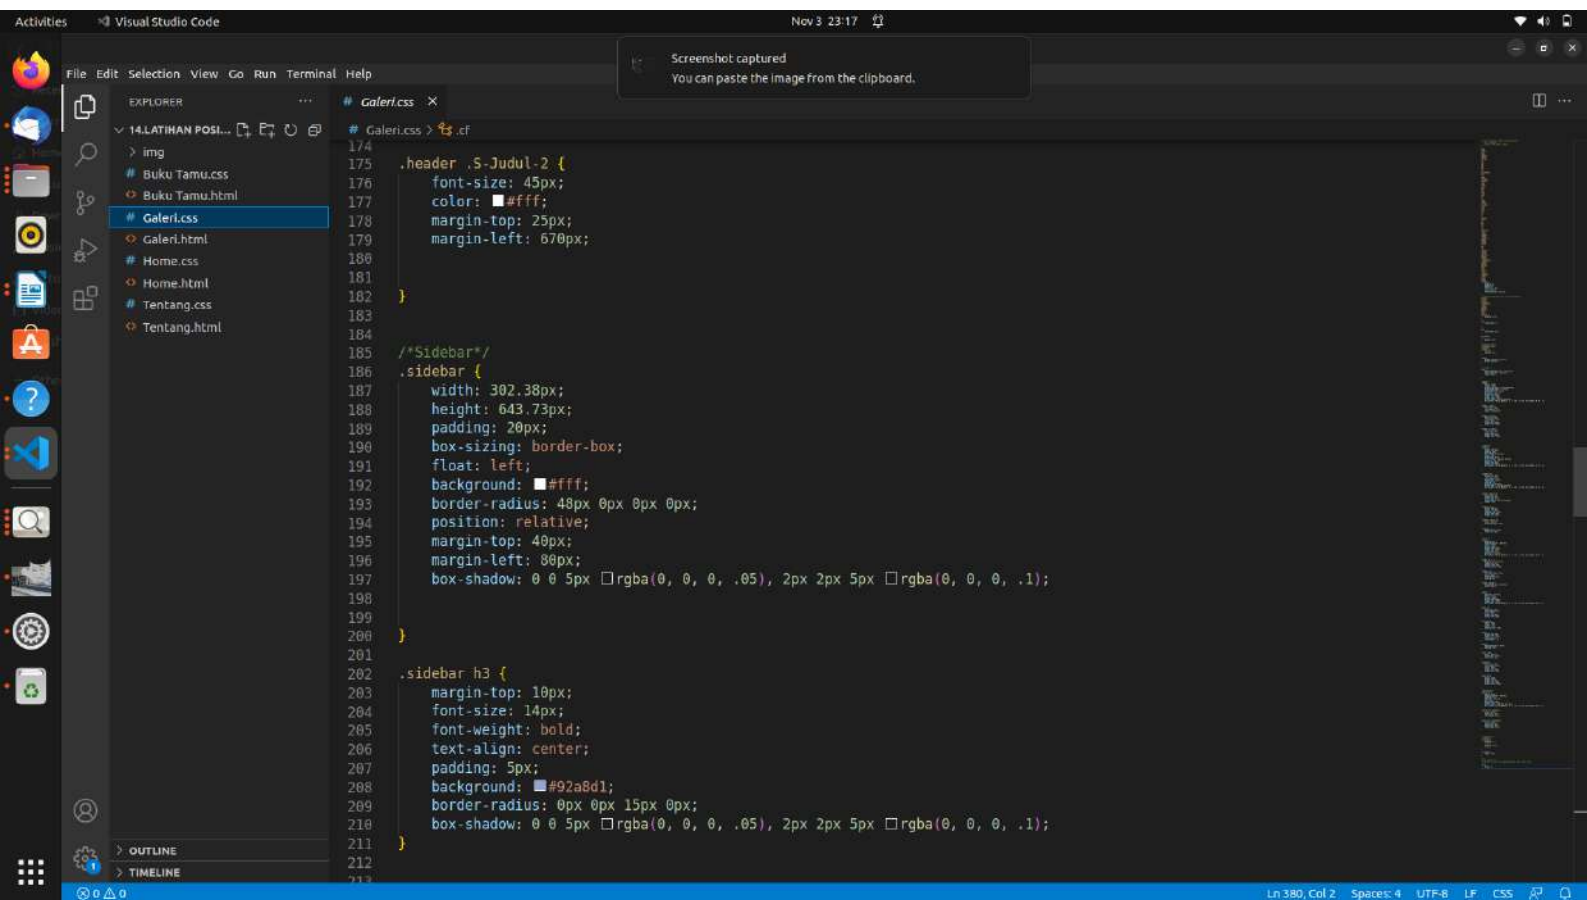 Activities Visual Studio Code Nov 3 23:17
Screenshot captured
You can paste the image from the clipboard.
File Edit Selection View Go Run Terminal Help
EXPLORER ···
# Galeri.css ×
14.LATIHAN POSI...
# Galeri.css > .cf
img
# Buku Tamu.css
Buku Tamu.html
# Galeri.css
Galeri.html
# Home.css
Home.html
# Tentang.css
Tentang.html
174
175 .header .S-Judul-2 {
176 font-size: 45px;
177 color: #fff;
178 margin-top: 25px;
179 margin-left: 670px;
180
181
182 }
183
184
185 /*Sidebar*/
186 .sidebar {
187 width: 302.38px;
188 height: 643.73px;
189 padding: 20px;
190 box-sizing: border-box;
191 float: left;
192 background: #fff;
193 border-radius: 48px 0px 0px 0px;
194 position: relative;
195 margin-top: 40px;
196 margin-left: 80px;
197 box-shadow: 0 0 5px rgba(0, 0, 0, .05), 2px 2px 5px rgba(0, 0, 0, .1);
198
199
200 }
201
202 .sidebar h3 {
203 margin-top: 10px;
204 font-size: 14px;
205 font-weight: bold;
206 text-align: center;
207 padding: 5px;
208 background: #92a8d1;
209 border-radius: 0px 0px 15px 0px;
210 box-shadow: 0 0 5px rgba(0, 0, 0, .05), 2px 2px 5px rgba(0, 0, 0, .1);
211 }
212
213
OUTLINE
TIMELINE
1
0 0 Ln 380, Col 2 Spaces: 4 UTF-8 LF CSS